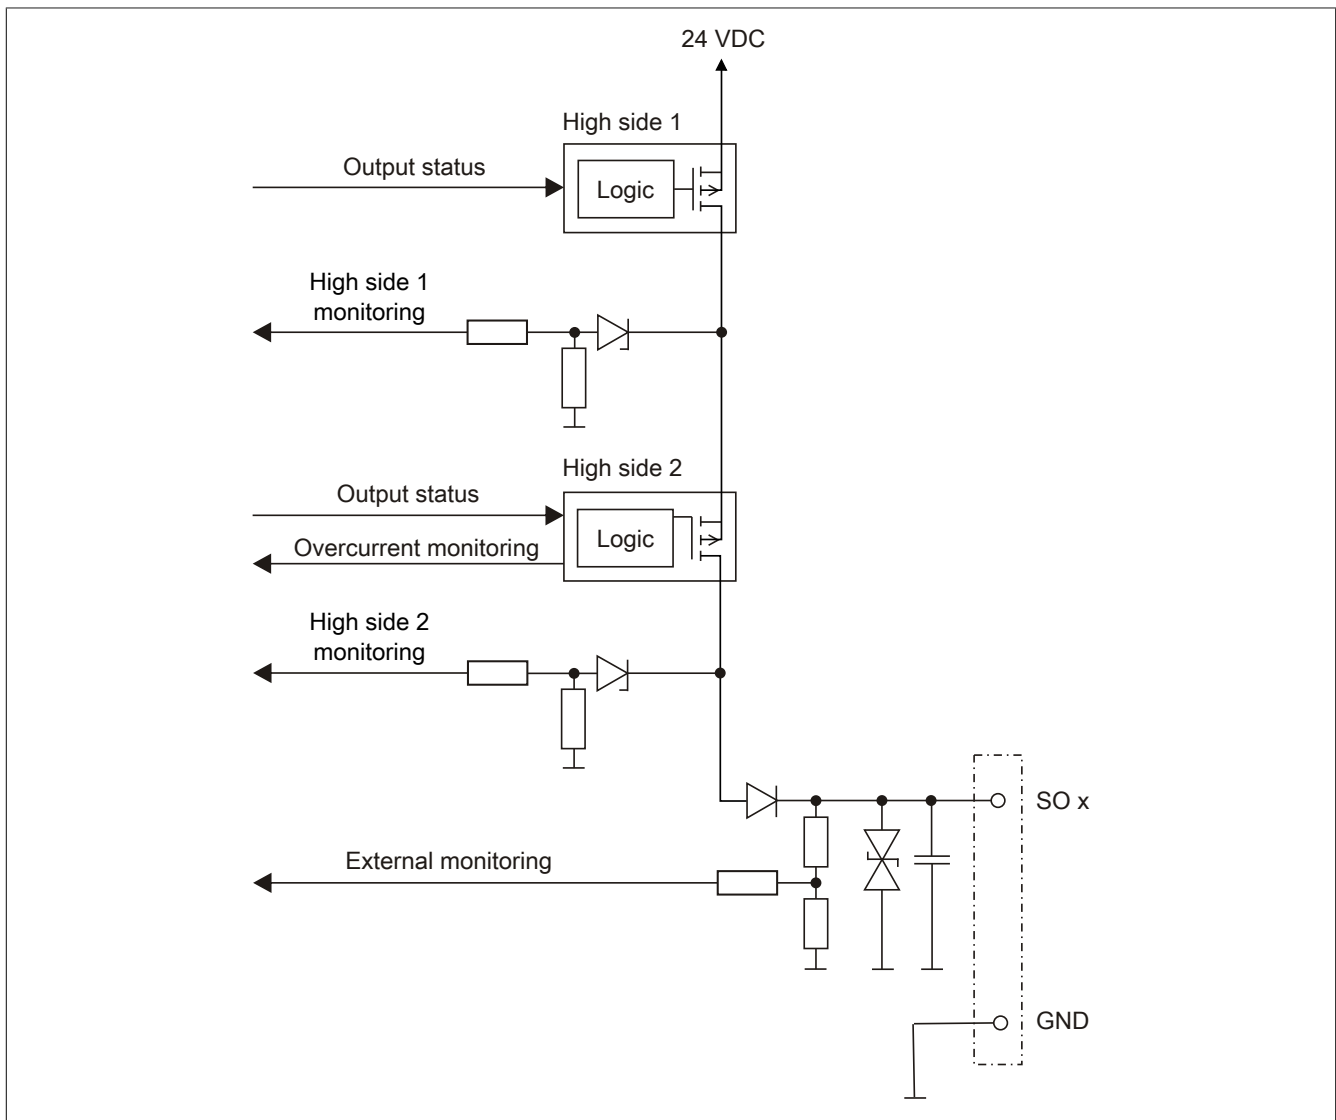 24 VDC
High side 1
Output status
Logic
High side 1
monitoring
High side 2
Output status
Logic
Overcurrent monitoring
High side 2
monitoring
SO x
External monitoring
GND